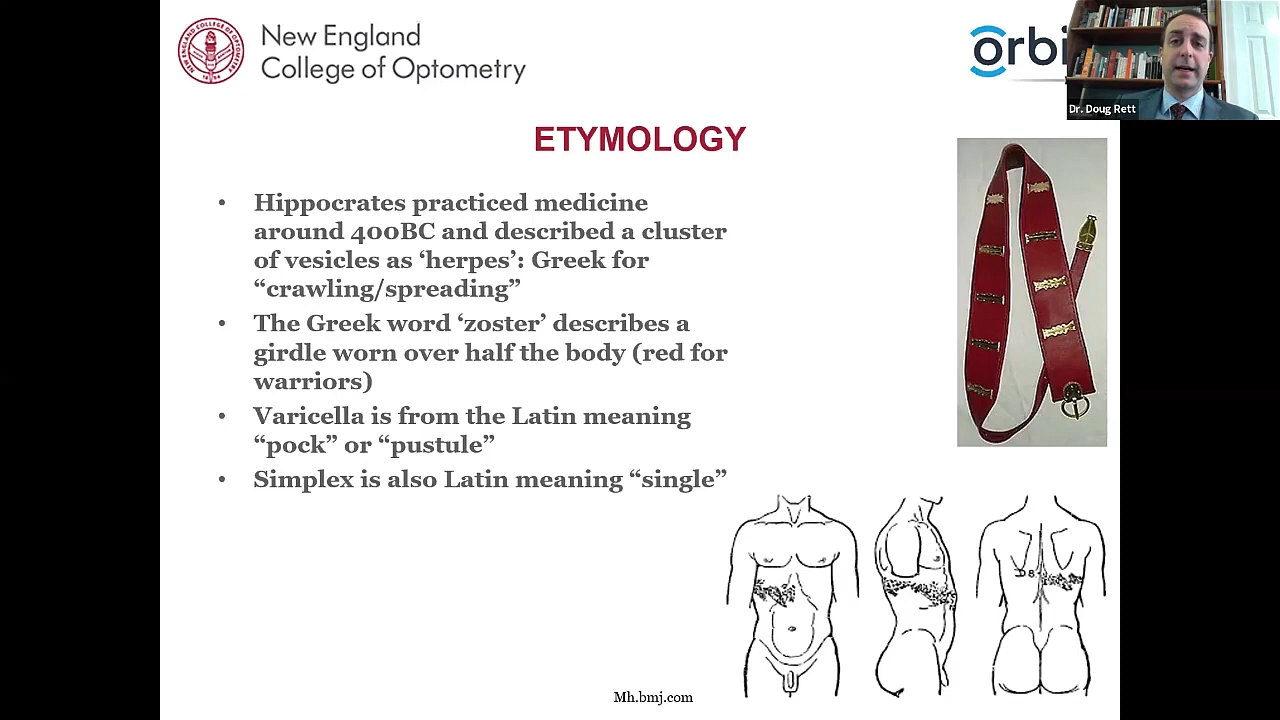 New England
College of Optometry
orbi
Dr. Doug Rett
ETYMOLOGY
• Hippocrates practiced medicine
around 400BC and described a cluster
of vesicles as ‘herpes’: Greek for
“crawling/spreading”
• The Greek word ‘zoster’ describes a
girdle worn over half the body (red for
warriors)
• Varicella is from the Latin meaning
“pock” or “pustule”
• Simplex is also Latin meaning “single”
D8
Mh.bmj.com